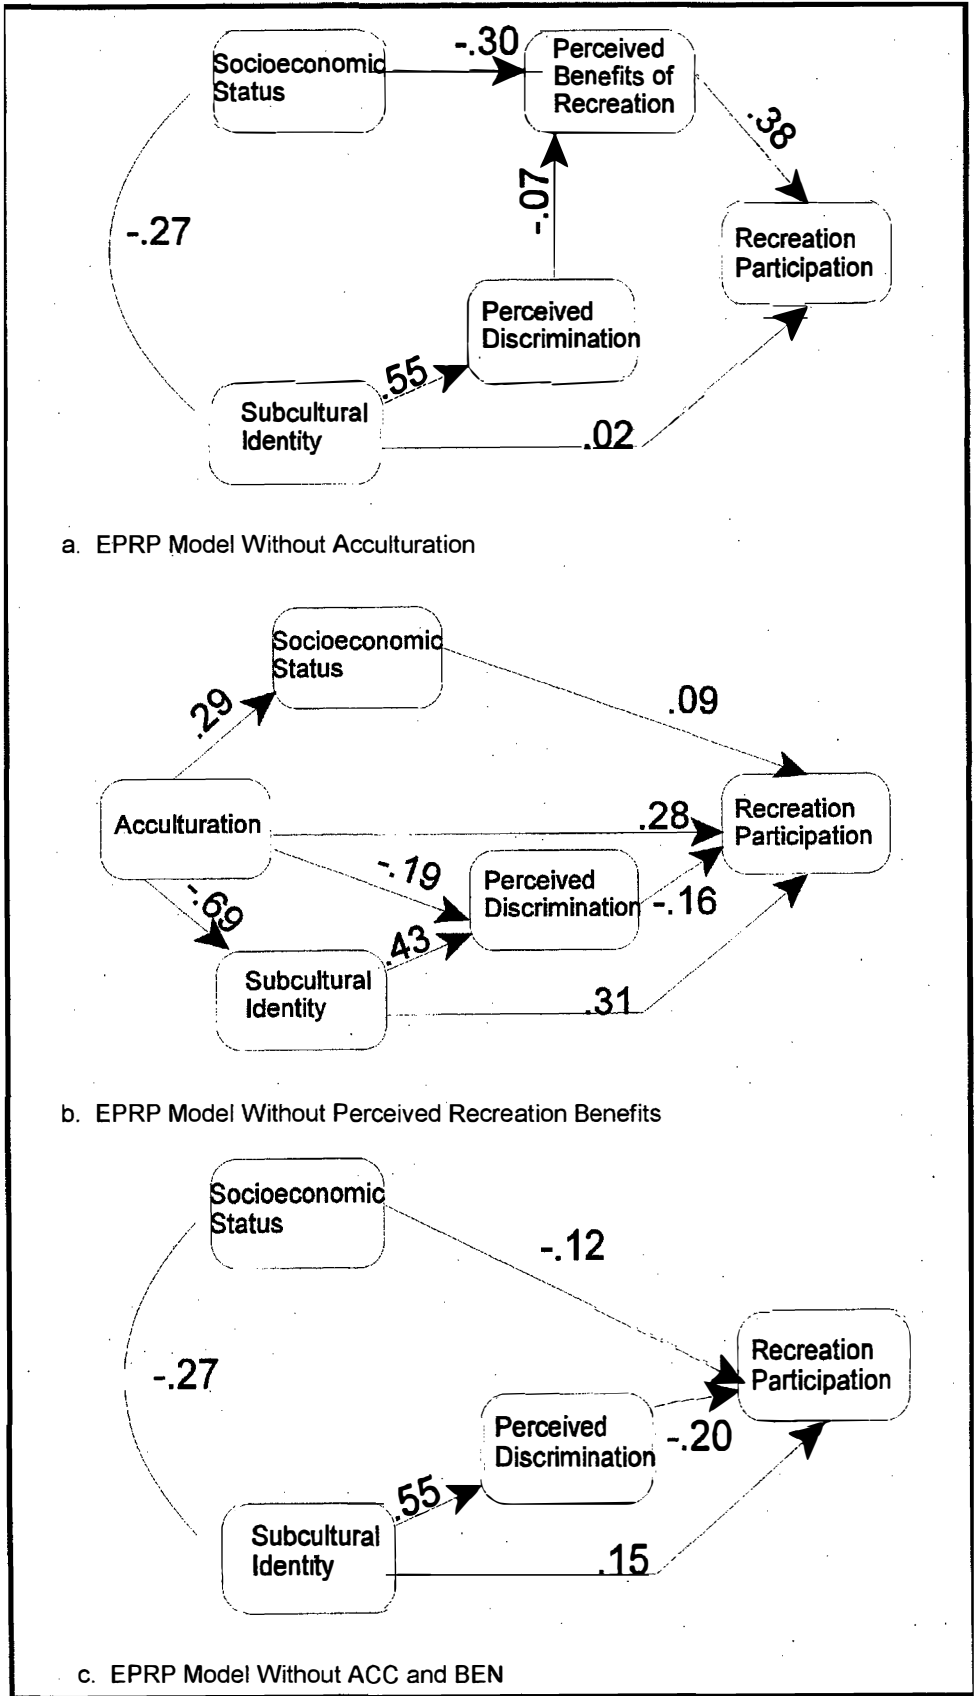 Socioeconomic
Status
-.30
Perceived
Benefits of
Recreation
.38
-.27
-.07
Recreation
Participation
Perceived
Discrimination
.55
Subcultural
Identity
.02
a. EPRP Model Without Acculturation
Socioeconomic
Status
.29
.09
Acculturation
.28
Recreation
Participation
-.19
Perceived
Discrimination
-.16
-.69
.43
Subcultural
Identity
.31
b. EPRP Model Without Perceived Recreation Benefits
Socioeconomic
Status
-.12
-.27
Recreation
Participation
Perceived
Discrimination
-.20
.55
Subcultural
Identity
.15
c. EPRP Model Without ACC and BEN